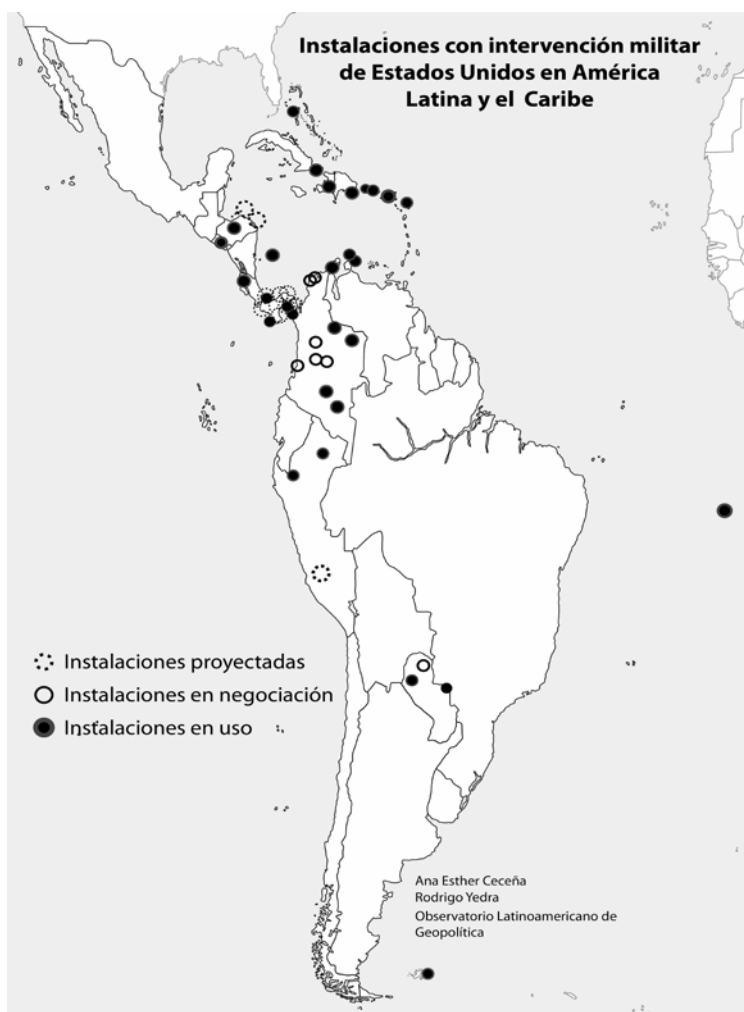 Instalaciones con intervención militar
de Estados Unidos en América
Latina y el Caribe
Instalaciones proyectadas
Instalaciones en negociación
Instalaciones en uso
Ana Esther Ceceña
Rodrigo Yedra
Observatorio Latinoamericano de
Geopolítica